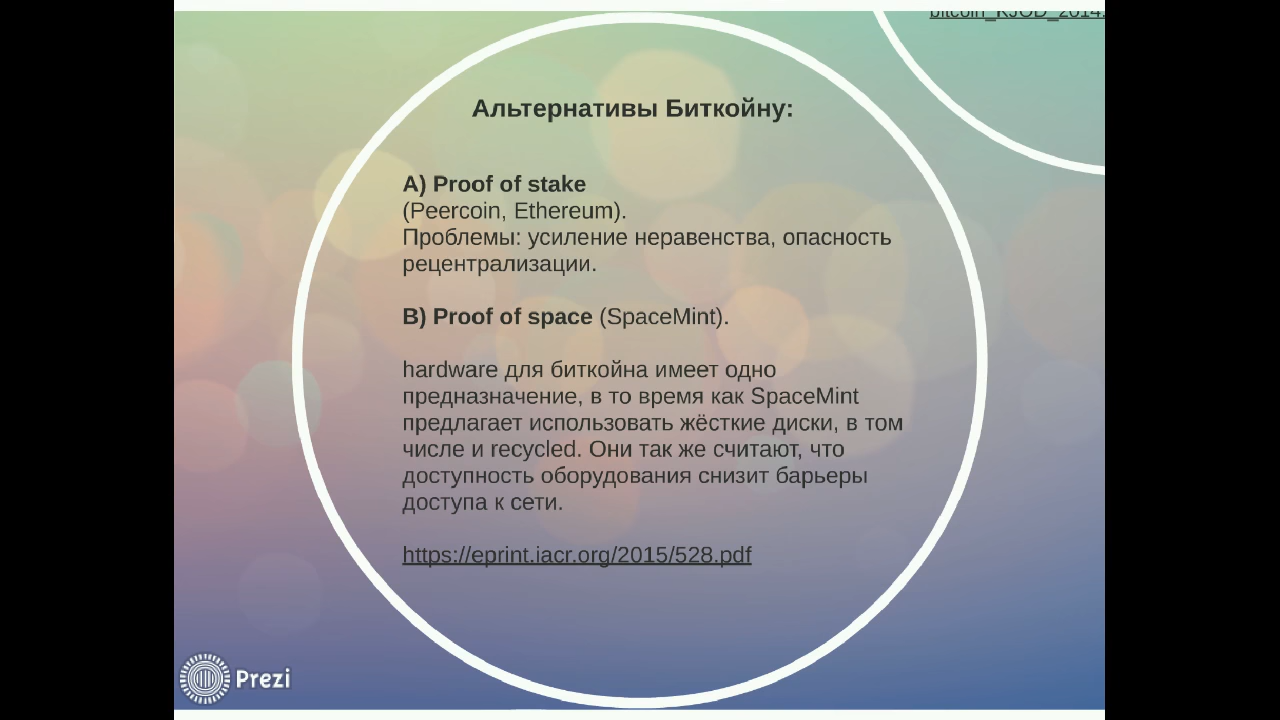 bitcoin_KJOD_2014.
Альтернативы Биткойну:
A) Proof of stake
(Peercoin, Ethereum).
Проблемы: усиление неравенства, опасность
рецентрализации.
B) Proof of space (SpaceMint).
hardware для биткойна имеет одно
предназначение, в то время как SpaceMint
предлагает использовать жёсткие диски, в том
числе и recycled. Они так же считают, что
доступность оборудования снизит барьеры
доступа к сети.
https://eprint.iacr.org/2015/528.pdf
Prezi